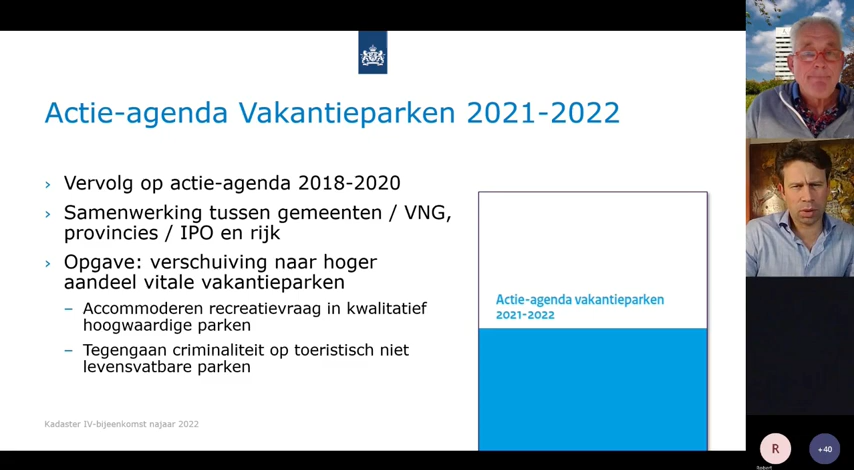 Actie-agenda Vakantieparken 2021-2022
› Vervolg op actie-agenda 2018-2020
› Samenwerking tussen gemeenten / VNG,
provincies / IPO en rijk
› Opgave: verschuiving naar hoger
aandeel vitale vakantieparken
– Accommoderen recreatievraag in kwalitatief
hoogwaardige parken
– Tegengaan criminaliteit op toeristisch niet
levensvatbare parken
Actie-agenda vakantieparken
2021-2022
Kadaster IV-bijeenkomst najaar 2022
R
+40